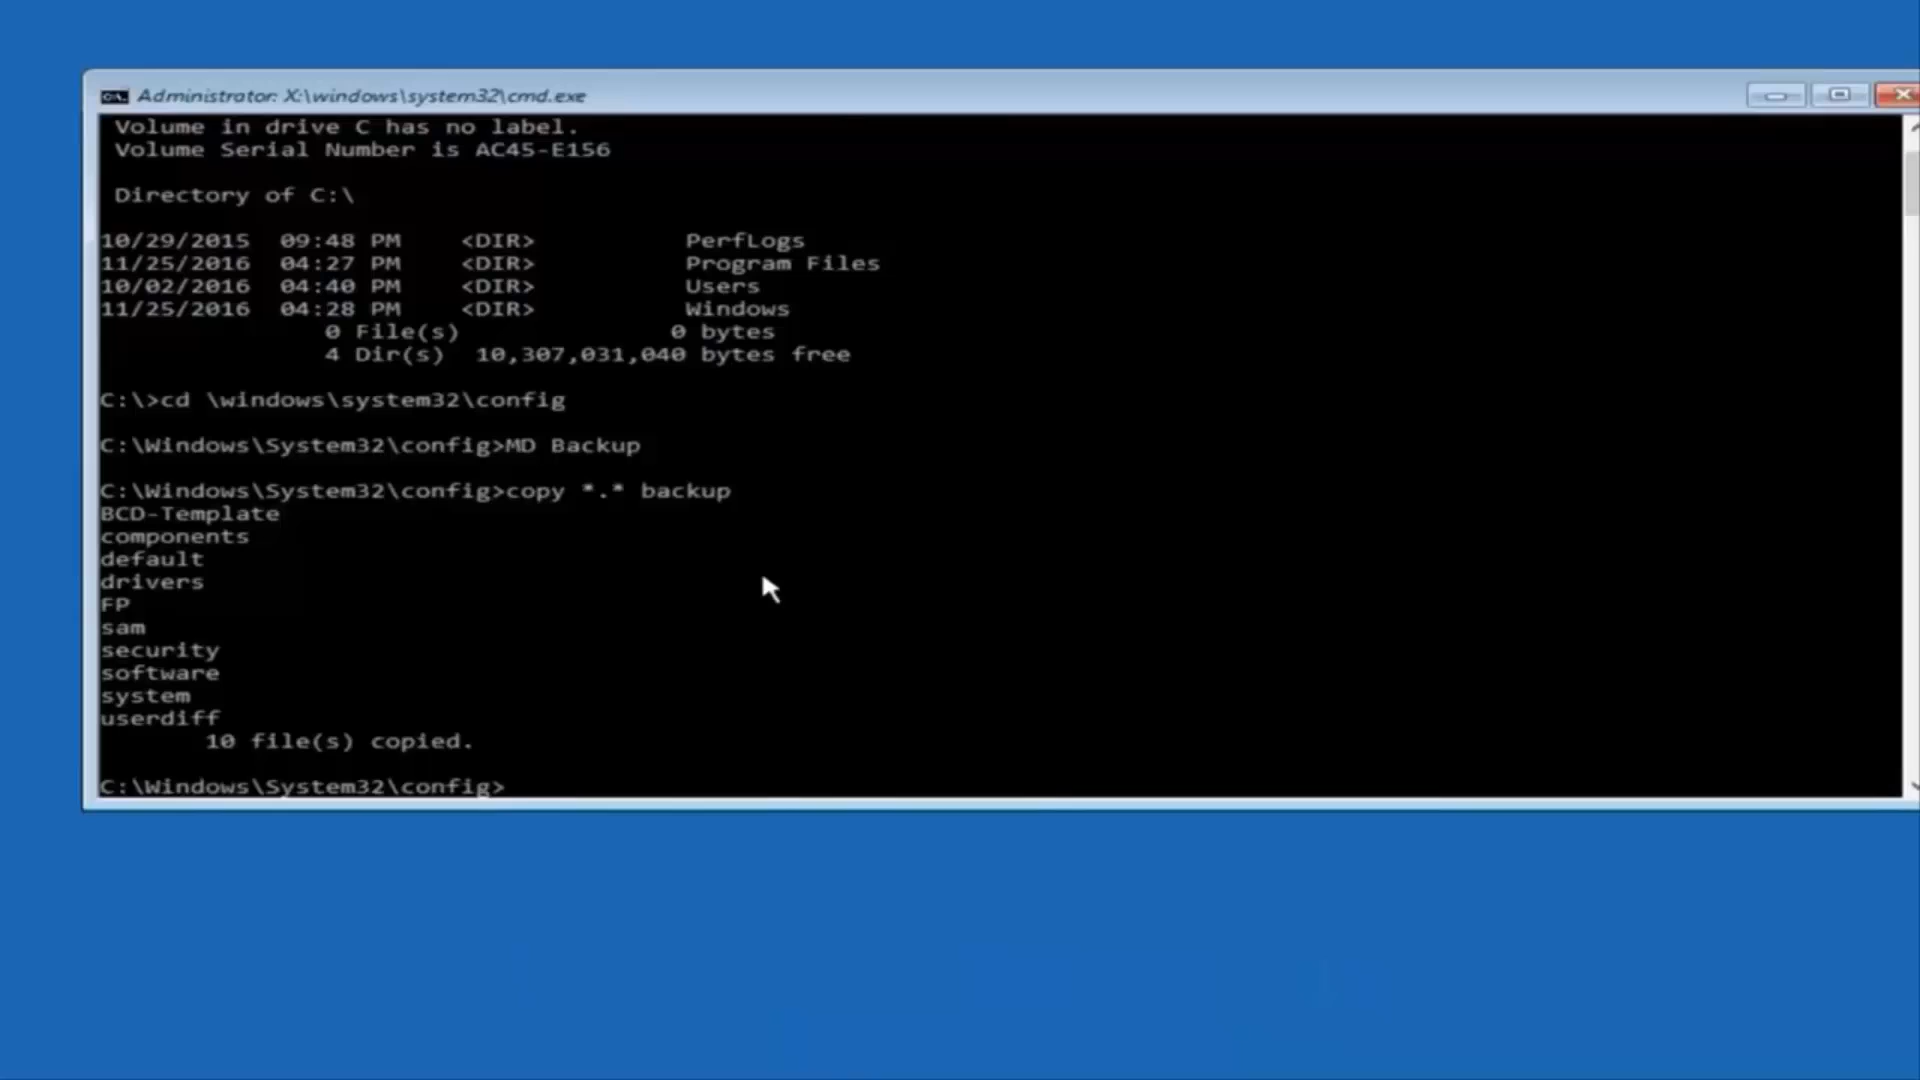 Administrator: X:\windows\system32\cmd.exe
Volume in drive C has no label.
Volume Serial Number is AC45-E156
Directory of C:\
10/29/2015  09:48 PM    <DIR>          PerfLogs
11/25/2016  04:27 PM    <DIR>          Program Files
10/02/2016  04:40 PM    <DIR>          Users
11/25/2016  04:28 PM    <DIR>          Windows
0 File(s)              0 bytes
4 Dir(s)  10,307,031,040 bytes free
C:\>cd \windows\system32\config
C:\Windows\System32\config>MD Backup
C:\Windows\System32\config>copy *.* backup
BCD-Template
components
default
drivers
FP
sam
security
software
system
userdiff
10 file(s) copied.
C:\Windows\System32\config>